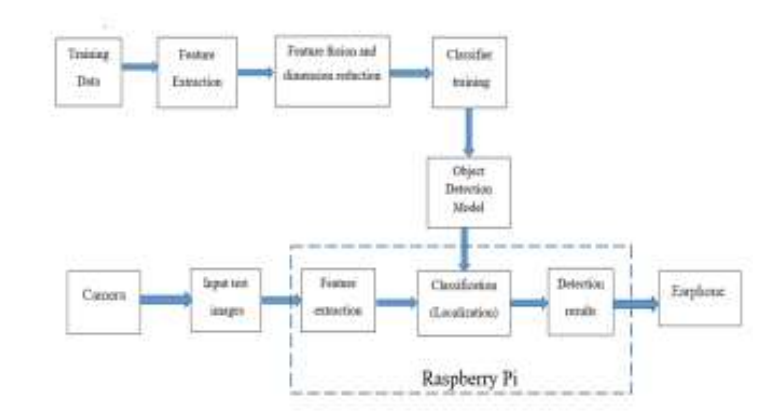 Training
Data
Feature
Extraction
Feature fusion and
dimension reduction
Classifier
training
Object
Detection
Model
Camera
Input test
images
Feature
extraction
Classification
(Localization)
Detection
results
Earphone
Raspberry Pi